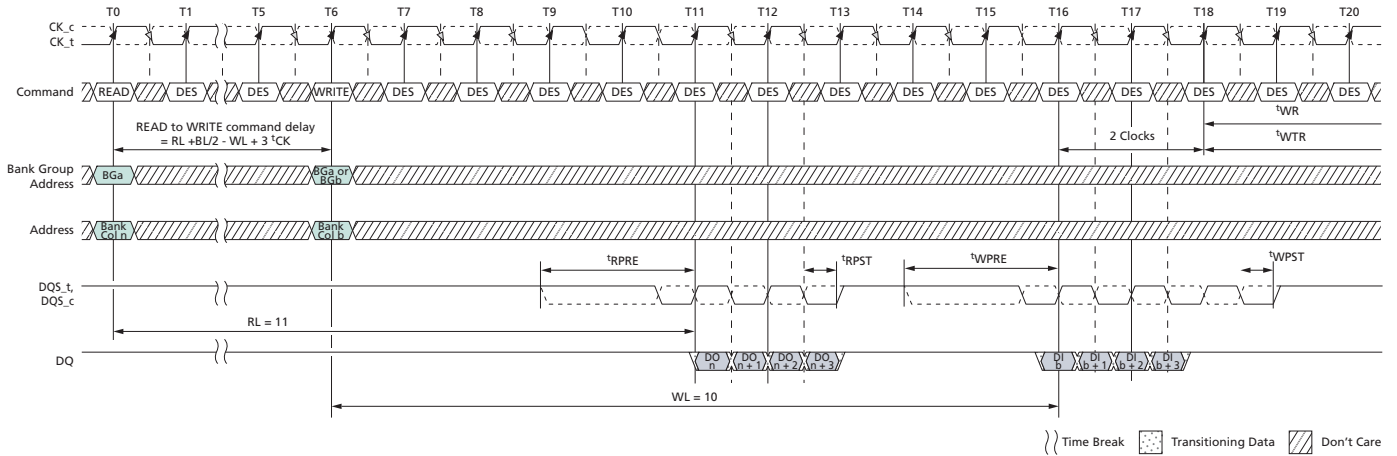 T0 T1 T5 T6 T7 T8 T9 T10 T11 T12 T13 T14 T15 T16 T17 T18 T19 T20
CK_c
CK_t
Command READ DES DES WRITE DES DES DES DES DES DES DES DES DES DES DES DES DES DES
tWR
READ to WRITE command delay
= RL +BL/2 - WL + 3 tCK
2 Clocks
tWTR
Bank Group
Address
BGa
BGa or
BGb
Address
Bank
Col n
Bank
Col b
tRPRE tRPST tWPRE tWPST
DQS_t,
DQS_c
RL = 11
DQ
DO
n
DO
n + 1
DO
n + 2
DO
n + 3
DI
b
DI
b + 1
DI
b + 2
DI
b + 3
WL = 10
Time Break Transitioning Data Don't Care